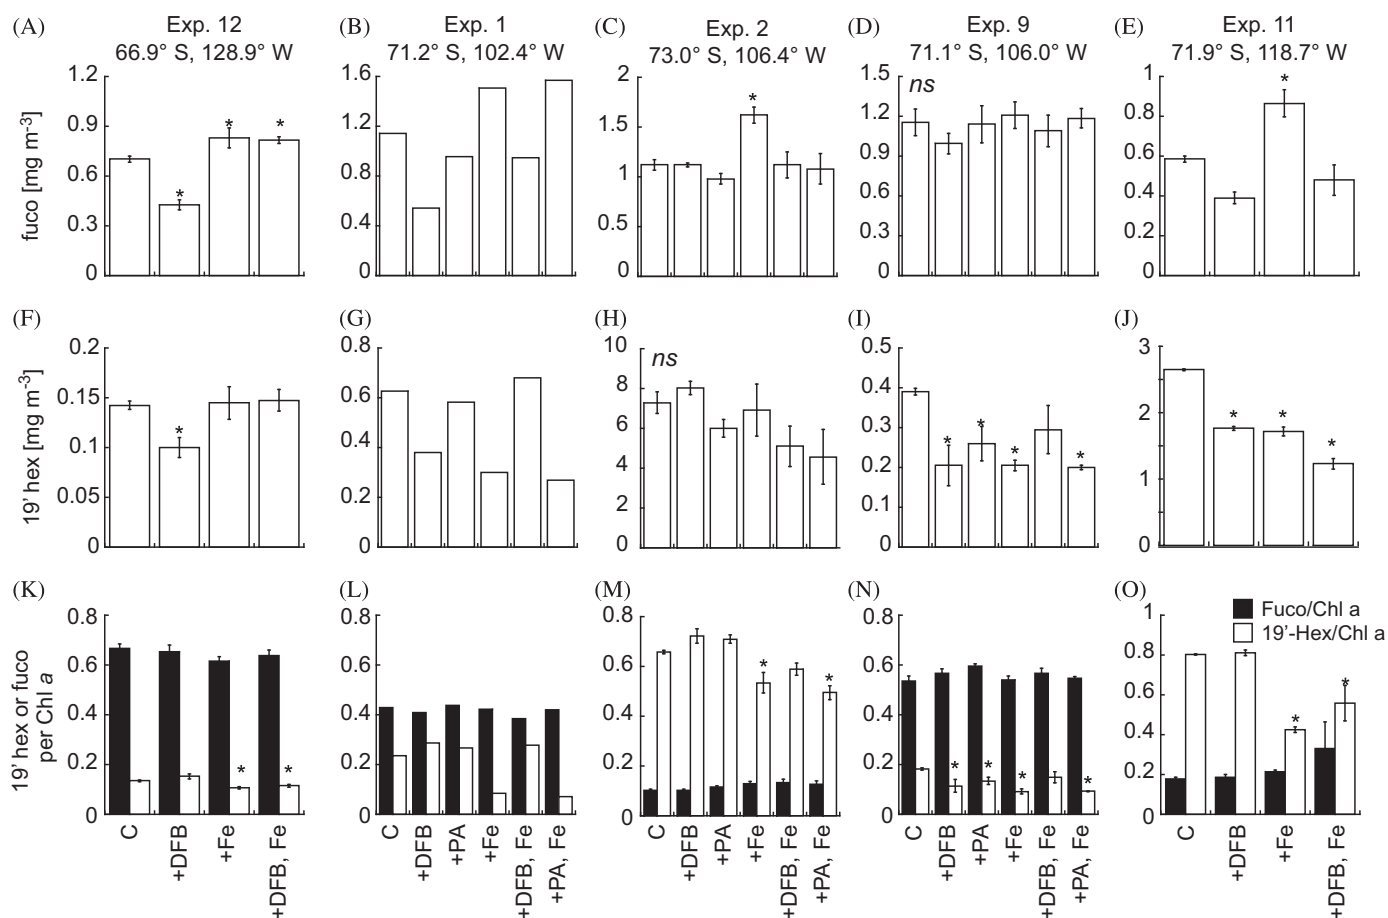 (A) Exp. 12
66.9° S, 128.9° W
(B) Exp. 1
71.2° S, 102.4° W
(C) Exp. 2
73.0° S, 106.4° W
(D) Exp. 9
71.1° S, 106.0° W
(E) Exp. 11
71.9° S, 118.7° W
fuco [mg m-3]
1.2
0.9
0.6
0.3
0
* * *
1.6
1.2
0.8
0.4
0
2
1.5
1
0.5
0
*
1.5
1.2
0.9
0.6
0.3
0
ns
1
0.8
0.6
0.4
0.2
0
*
(F)
19' hex [mg m-3]
0.2
0.15
0.1
0.05
0
*
(G)
0.8
0.6
0.4
0.2
0
(H)
10
8
6
4
2
0
ns
(I)
0.5
0.4
0.3
0.2
0.1
0
* * * *
(J)
3
2
1
0
* * *
(K)
19' hex or fuco
per Chl a
0.8
0.6
0.4
0.2
0
* *
C
+DFB
+Fe
+DFB, Fe
(L)
0.8
0.6
0.4
0.2
0
C
+DFB
+PA
+Fe
+DFB, Fe
+PA, Fe
(M)
0.8
0.6
0.4
0.2
0
* *
C
+DFB
+PA
+Fe
+DFB, Fe
+PA, Fe
(N)
0.8
0.6
0.4
0.2
0
* * * *
C
+DFB
+PA
+Fe
+DFB, Fe
+PA, Fe
(O)
Fuco/Chl a
19'-Hex/Chl a
1
0.8
0.6
0.4
0.2
0
* *
C
+DFB
+Fe
+DFB, Fe